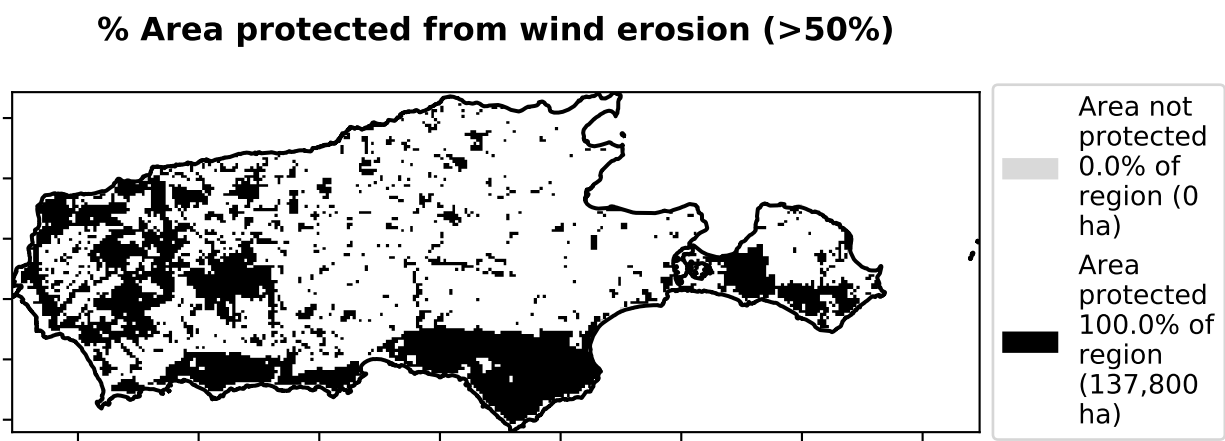 % Area protected from wind erosion (>50%)
Area not
protected
0.0% of
region (0
ha)
Area
protected
100.0% of
region
(137,800
ha)